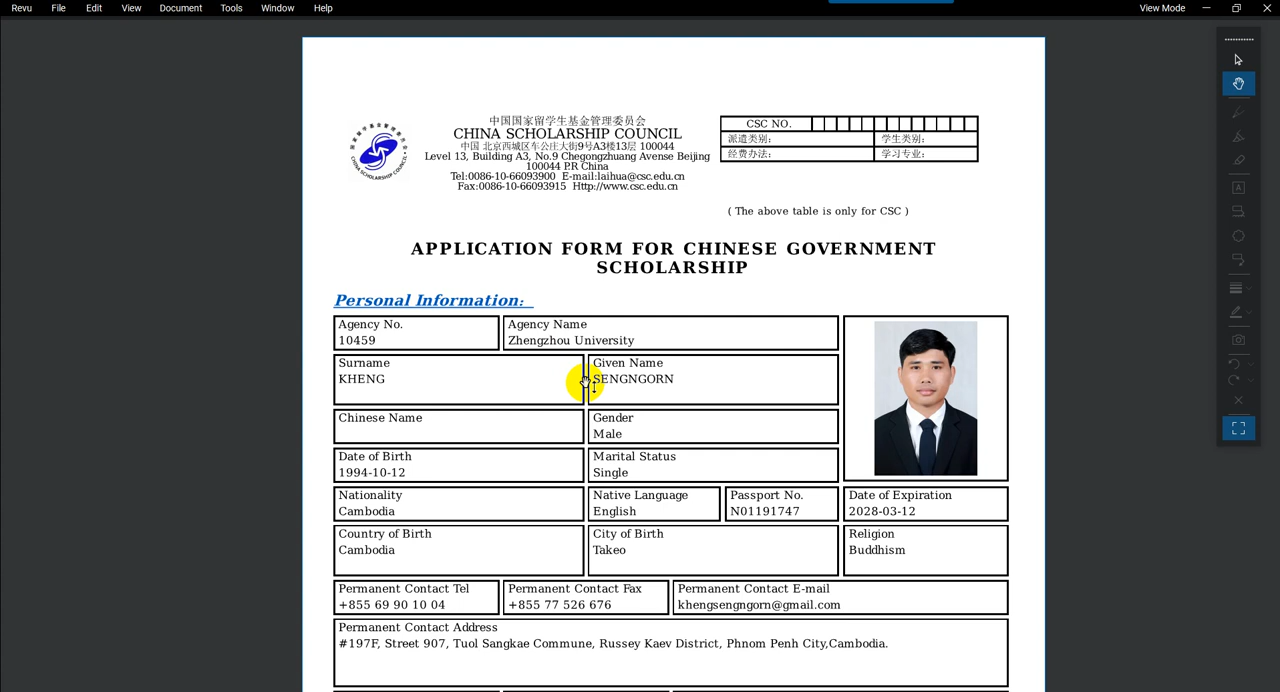 Revu File Edit View Document Tools Window Help View Mode
中国国家留学生基金管理委员会
CHINA SCHOLARSHIP COUNCIL
中国 北京西城区车公庄大街9号A3楼13层 100044
Level 13, Building A3, No.9 Chegongzhuang Avense Beijing
100044 P.R China
Tel:0086-10-66093900 E-mail:laihua@csc.edu.cn
Fax:0086-10-66093915 Http://www.csc.edu.cn
CHINA SCHOLARSHIP COUNCIL
CSC NO.
派遣类别: 学生类别:
经费办法: 学习专业:
( The above table is only for CSC )
APPLICATION FORM FOR CHINESE GOVERNMENT
SCHOLARSHIP
Personal Information:
Agency No. Agency Name
10459 Zhengzhou University
Surname Given Name
KHENG SENGNGORN
Chinese Name Gender
Male
Date of Birth Marital Status
1994-10-12 Single
Nationality Native Language Passport No. Date of Expiration
Cambodia English N01191747 2028-03-12
Country of Birth City of Birth Religion
Cambodia Takeo Buddhism
Permanent Contact Tel Permanent Contact Fax Permanent Contact E-mail
+855 69 90 10 04 +855 77 526 676 khengsengngorn@gmail.com
Permanent Contact Address
#197F, Street 907, Tuol Sangkae Commune, Russey Kaev District, Phnom Penh City,Cambodia.